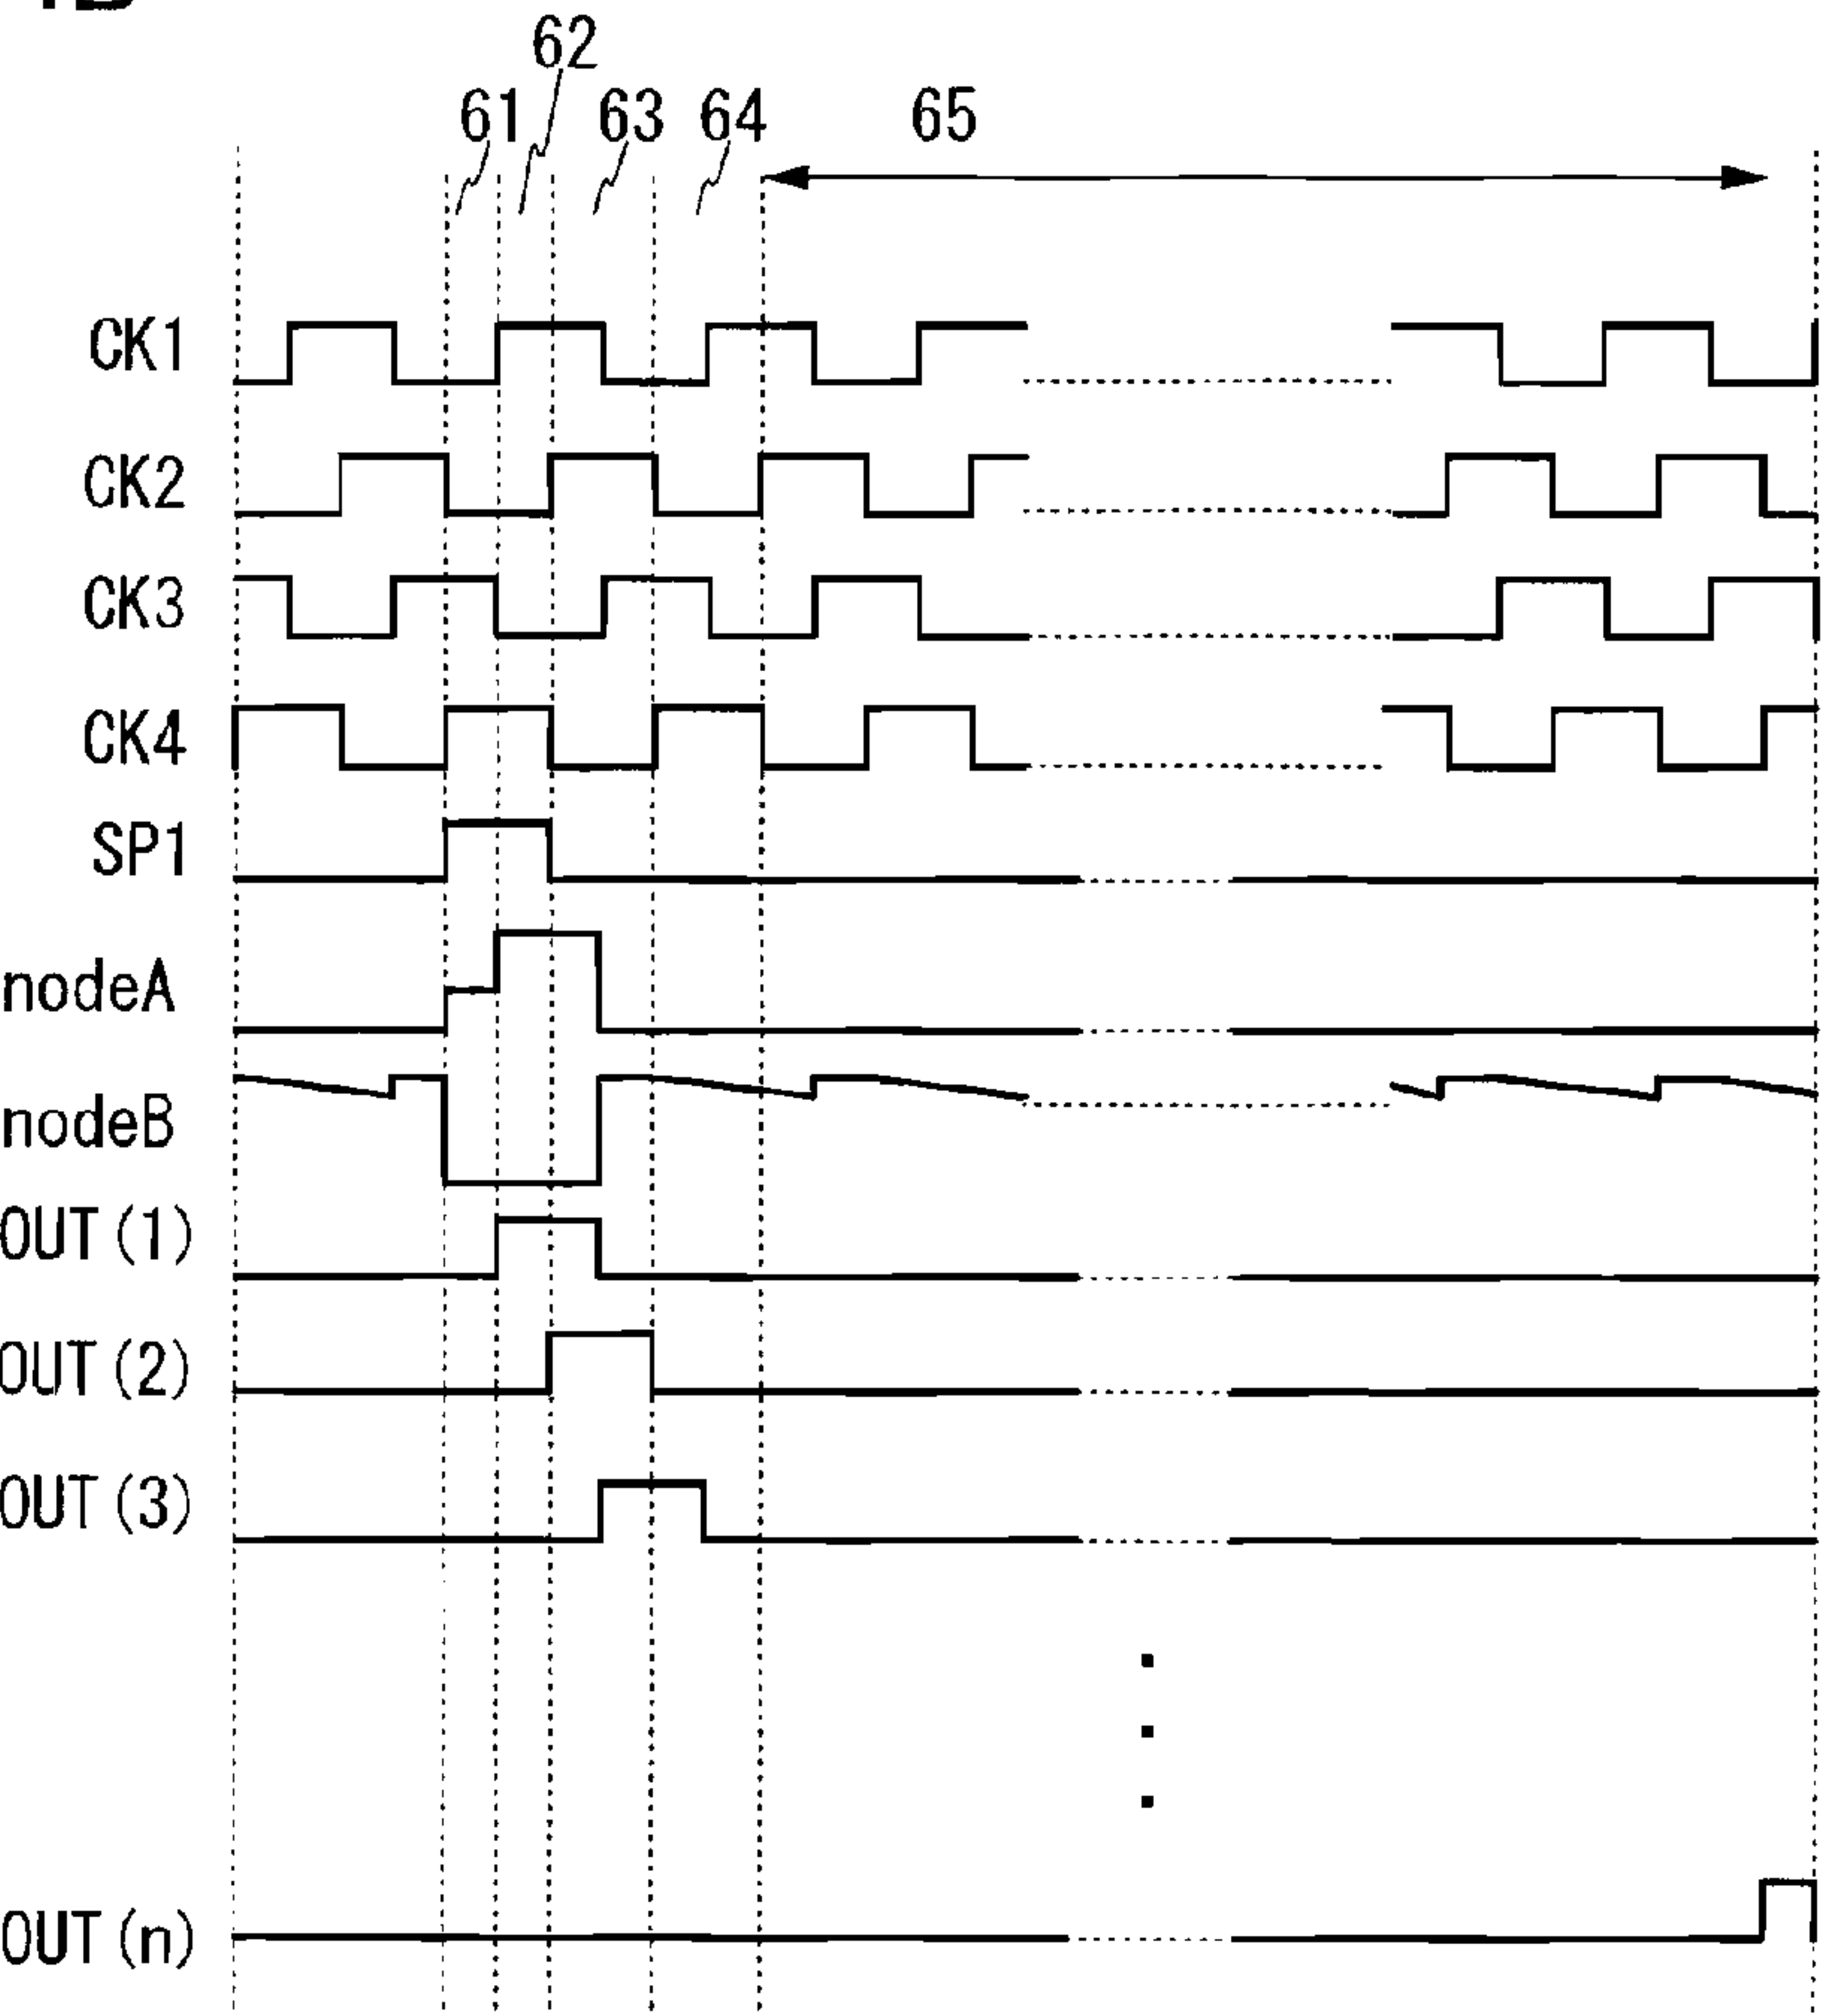 62
61 63 64 65
CK1
CK2
CK3
CK4
SP1
nodeA
nodeB
OUT(1)
OUT(2)
OUT(3)
OUT(n)